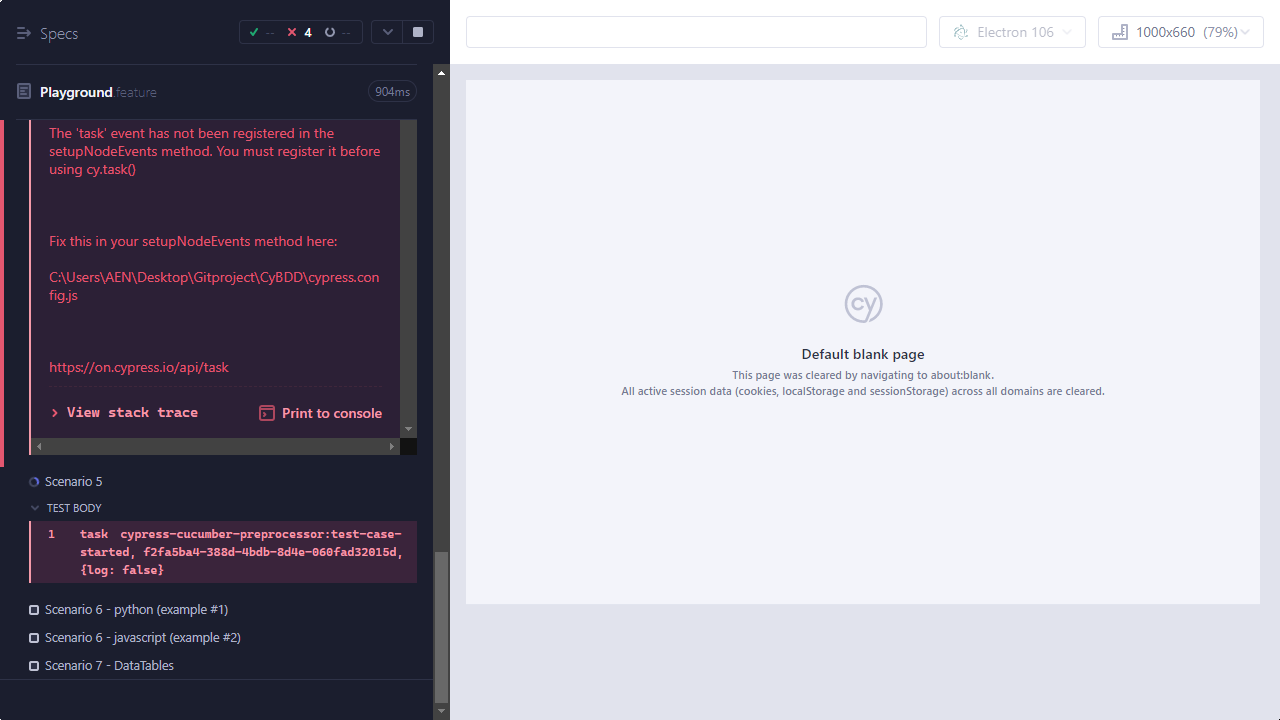 Specs
-- 4 --
Electron 106
1000x660 (79%)
Playground.feature
904ms
The 'task' event has not been registered in the
setupNodeEvents method. You must register it before
using cy.task()
Fix this in your setupNodeEvents method here:
C:\Users\AEN\Desktop\Gitproject\CyBDD\cypress.con
fig.js
https://on.cypress.io/api/task
View stack trace
Print to console
Scenario 5
TEST BODY
1 task cypress-cucumber-preprocessor:test-case-
started, f2fa5ba4-388d-4bdb-8d4e-060fad32015d,
{log: false}
Scenario 6 - python (example #1)
Scenario 6 - javascript (example #2)
Scenario 7 - DataTables
cy
Default blank page
This page was cleared by navigating to about:blank.
All active session data (cookies, localStorage and sessionStorage) across all domains are cleared.